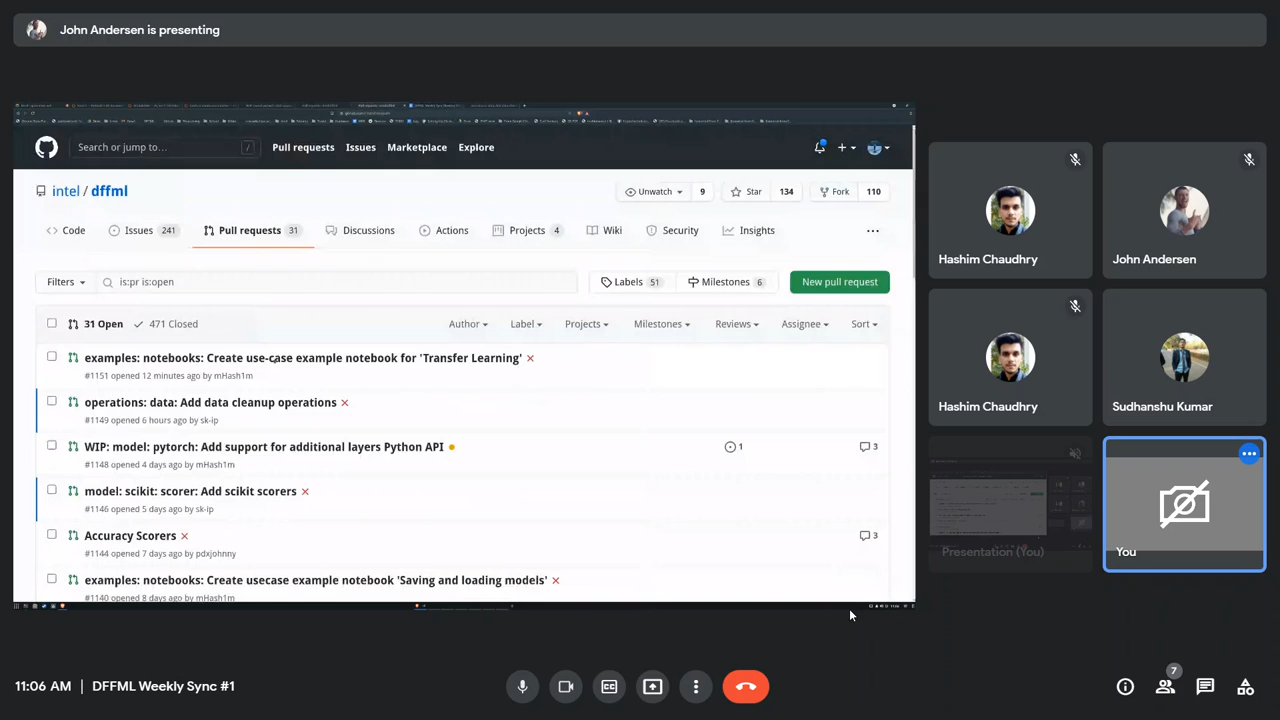 John Andersen is presenting
Search or jump to... /
Pull requests Issues Marketplace Explore
intel / dffml
Unwatch 9 Star 134 Fork 110
Code Issues 241 Pull requests 31 Discussions Actions Projects 4 Wiki Security Insights
Filters is:pr is:open Labels 51 Milestones 6 New pull request
31 Open 471 Closed Author Label Projects Milestones Reviews Assignee Sort
examples: notebooks: Create use-case example notebook for 'Transfer Learning'
#1151 opened 12 minutes ago by mHash1m
operations: data: Add data cleanup operations
#1149 opened 6 hours ago by sk-ip
WIP: model: pytorch: Add support for additional layers Python API 1 3
#1148 opened 4 days ago by mHash1m
model: scikit: scorer: Add scikit scorers
#1146 opened 5 days ago by sk-ip
Accuracy Scorers 3
#1144 opened 7 days ago by pdxjohnny
examples: notebooks: Create usecase example notebook 'Saving and loading models'
#1140 opened 8 days ago by mHash1m
Hashim Chaudhry
John Andersen
Hashim Chaudhry
Sudhanshu Kumar
Presentation (You)
You
11:06 AM | DFFML Weekly Sync #1
7